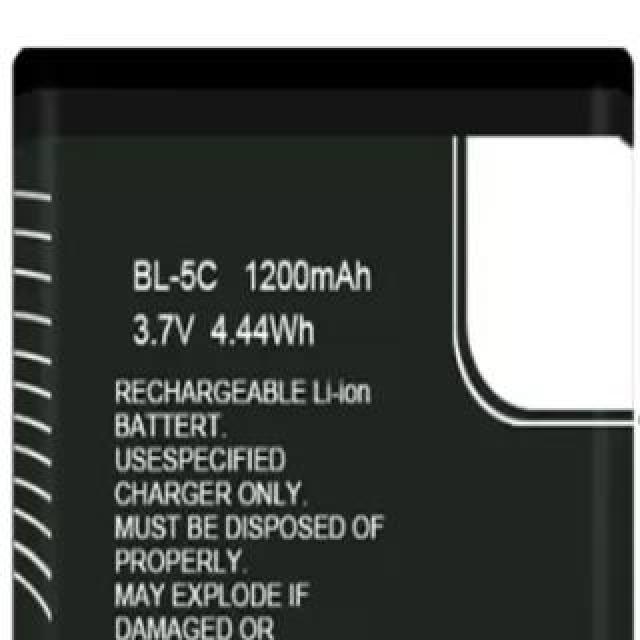 BL-5C 1200mAh
3.7V 4.44Wh
RECHARGEABLE Li-ion
BATTERT.
USESPECIFIED
CHARGER ONLY.
MUST BE DISPOSED OF
PROPERLY.
MAY EXPLODE IF
DAMAGED OR